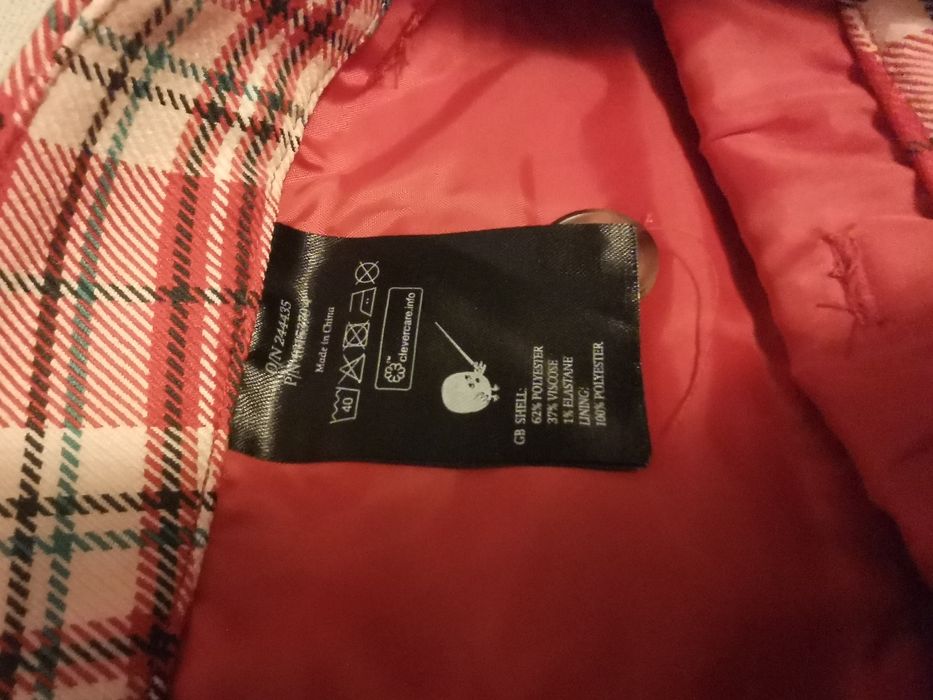 O/N 244435
P/N
Made in China
40
clevercare.info
GB SHELL:
62% POLYESTER
37% VISCOSE
1% ELASTANE
LINING:
100% POLYESTER